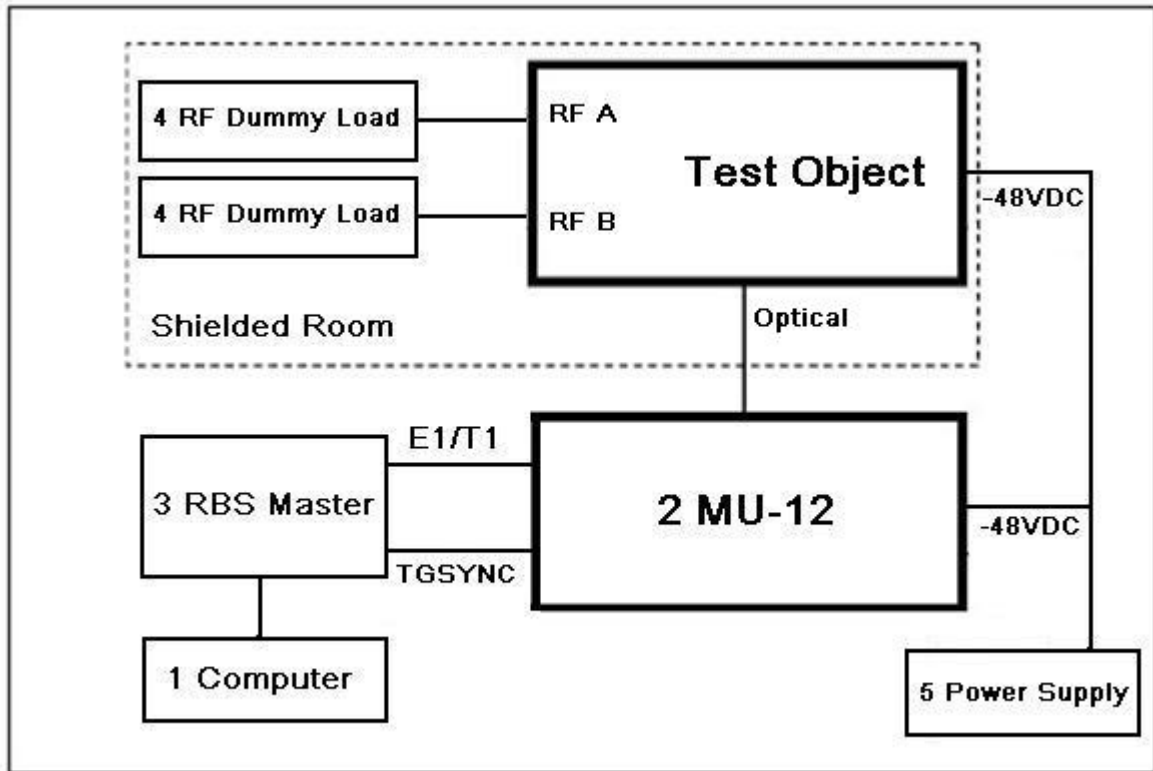 4 RF Dummy Load
RF A
Test Object
-48VDC
4 RF Dummy Load
RF B
Shielded Room
Optical
E1/T1
3 RBS Master
2 MU-12
-48VDC
TGSYNC
1 Computer
5 Power Supply